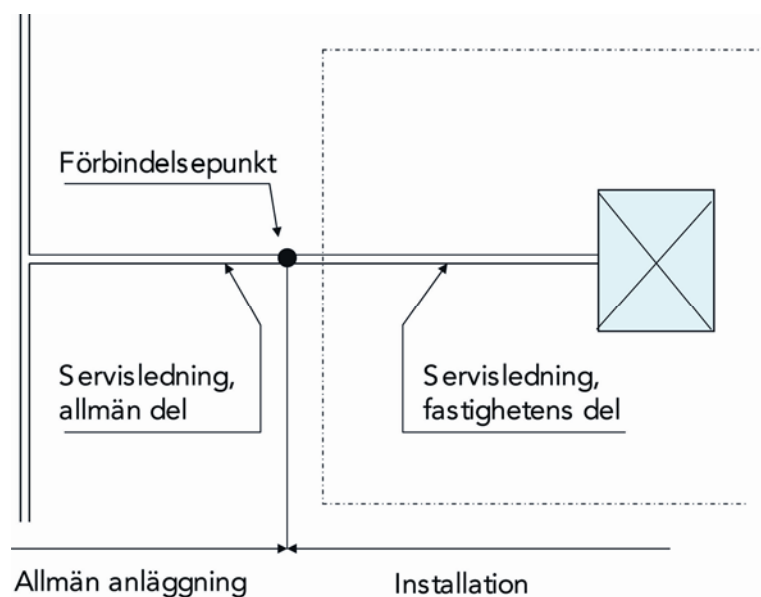 Förbindelsepunkt
Servisledning,
allmän del
Servisledning,
fastighetens del
Allmän anläggning
Installation